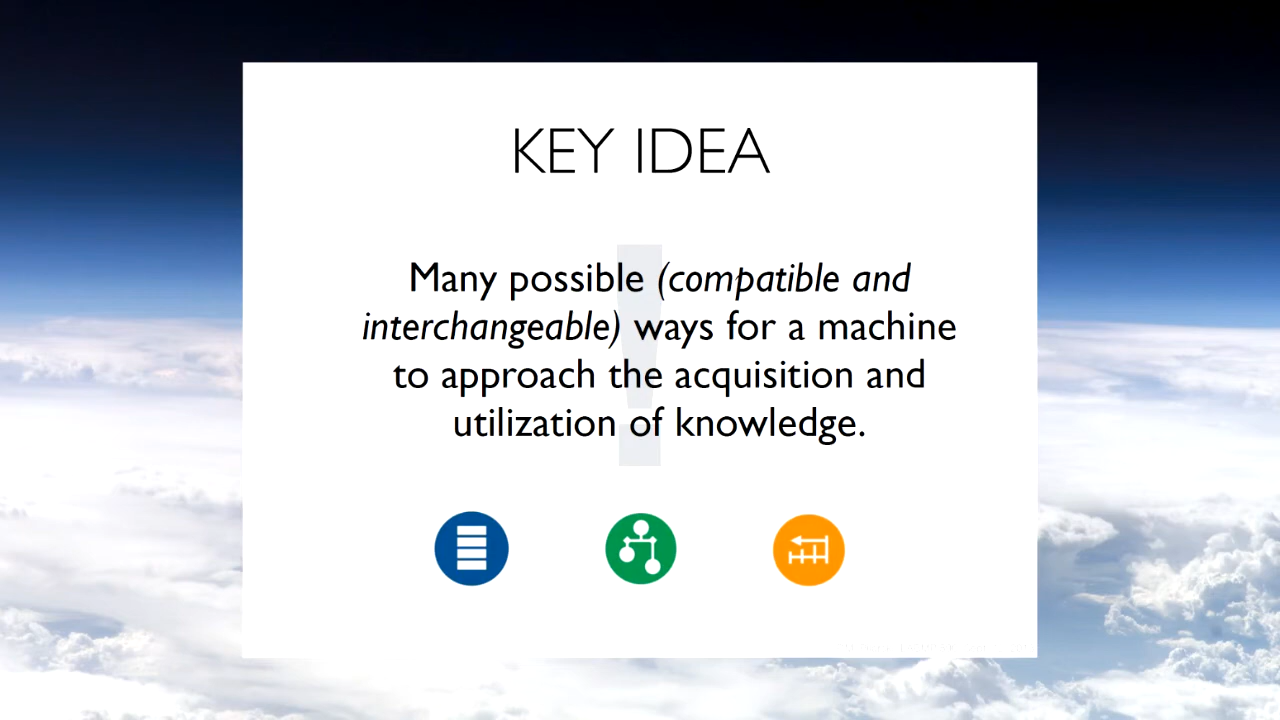 KEY IDEA
Many possible (compatible and
interchangeable) ways for a machine
to approach the acquisition and
utilization of knowledge.